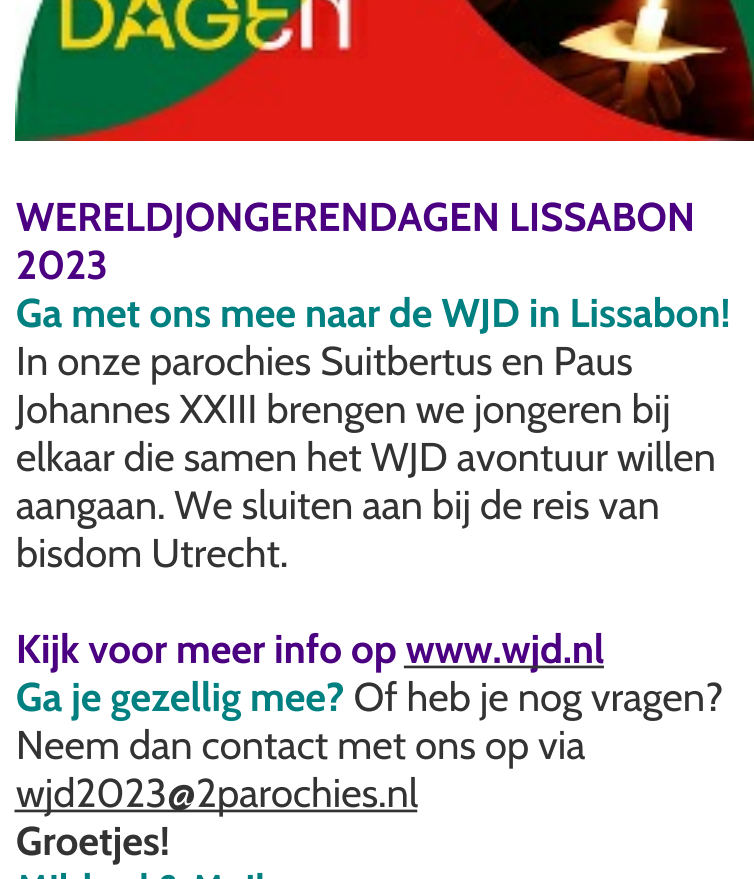 DAGEN
WERELDJONGERENDAGEN LISSABON
2023
Ga met ons mee naar de WJD in Lissabon!
In onze parochies Suitbertus en Paus
Johannes XXIII brengen we jongeren bij
elkaar die samen het WJD avontuur willen
aangaan. We sluiten aan bij de reis van
bisdom Utrecht.
Kijk voor meer info op www.wjd.nl
Ga je gezellig mee? Of heb je nog vragen?
Neem dan contact met ons op via
wjd2023@2parochies.nl
Groetjes!